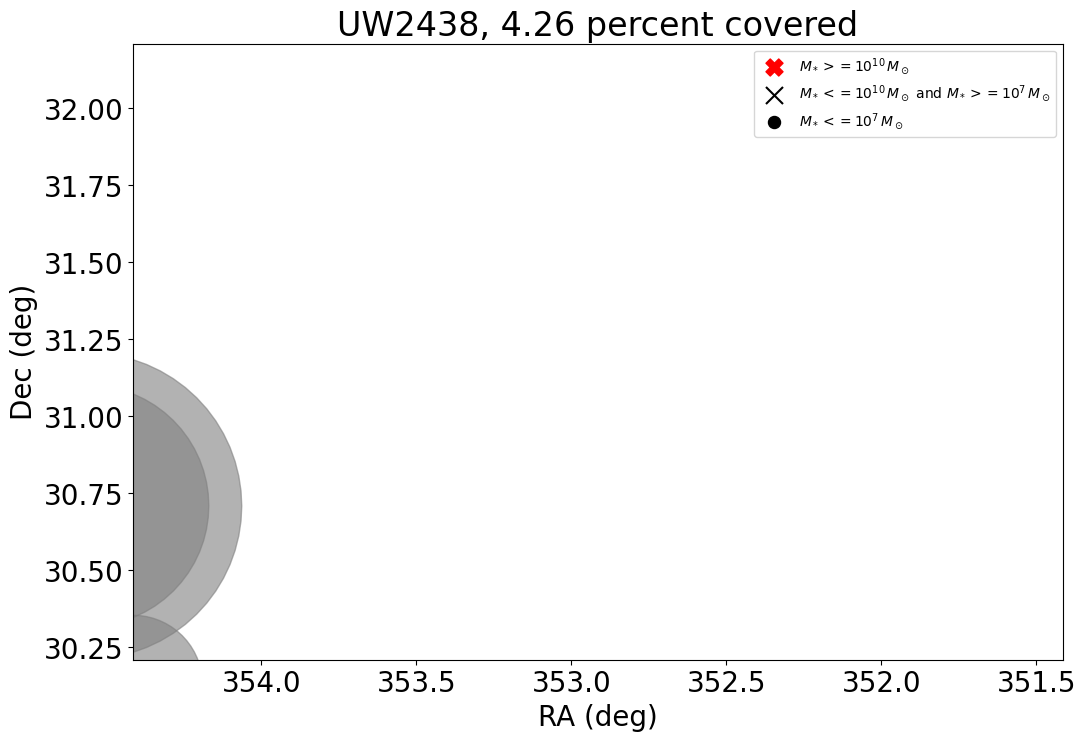 UW2438, 4.26 percent covered
M* >= 10^10 M⊙
M* <= 10^10 M⊙ and M* >= 10^7 M⊙
M* <= 10^7 M⊙
32.00
31.75
31.50
31.25
31.00
30.75
30.50
30.25
Dec (deg)
354.0 353.5 353.0 352.5 352.0 351.5
RA (deg)